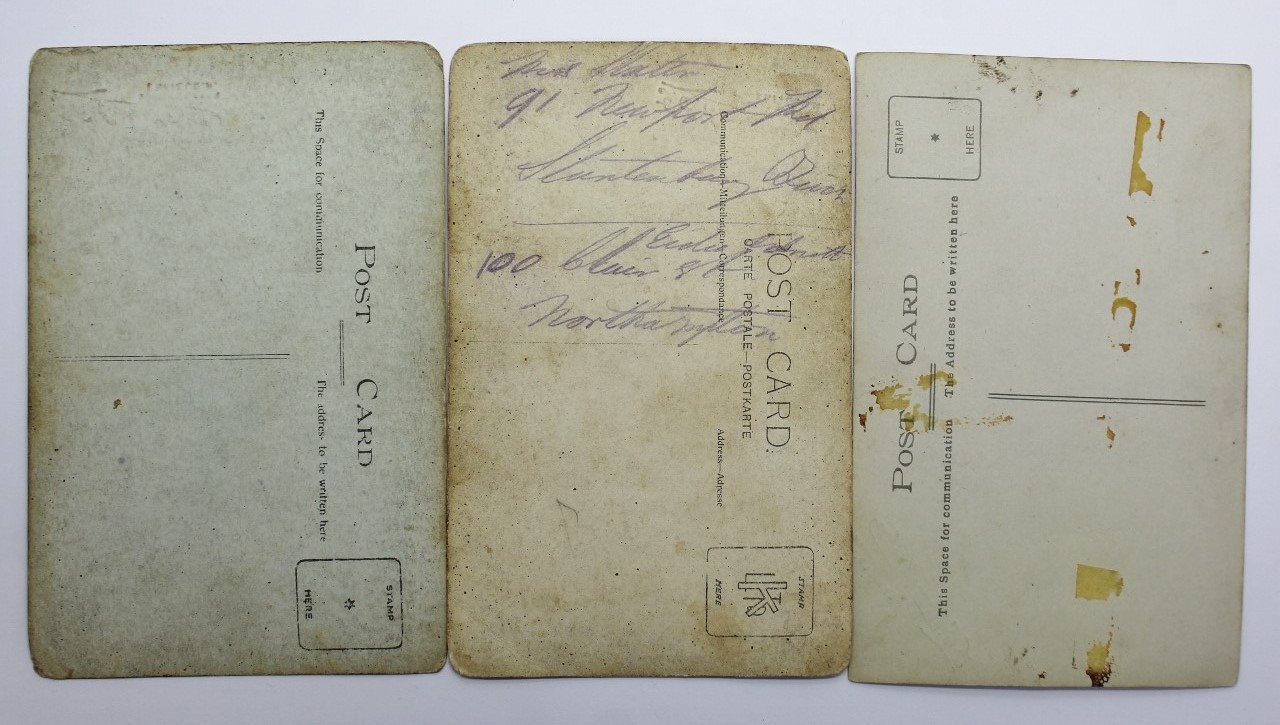 POST CARD
This Space for communication
The address to be written here
STAMP
HERE
91 Newport Rd
100
Northampton
POST CARD.
CARTE POSTALE—POSTKARTE
Communication—Mitteilungen—Correspondance
Address—Adresse
STAMP
HERE
STAMP
HERE
POST CARD
This Space for communication The Address to be written here